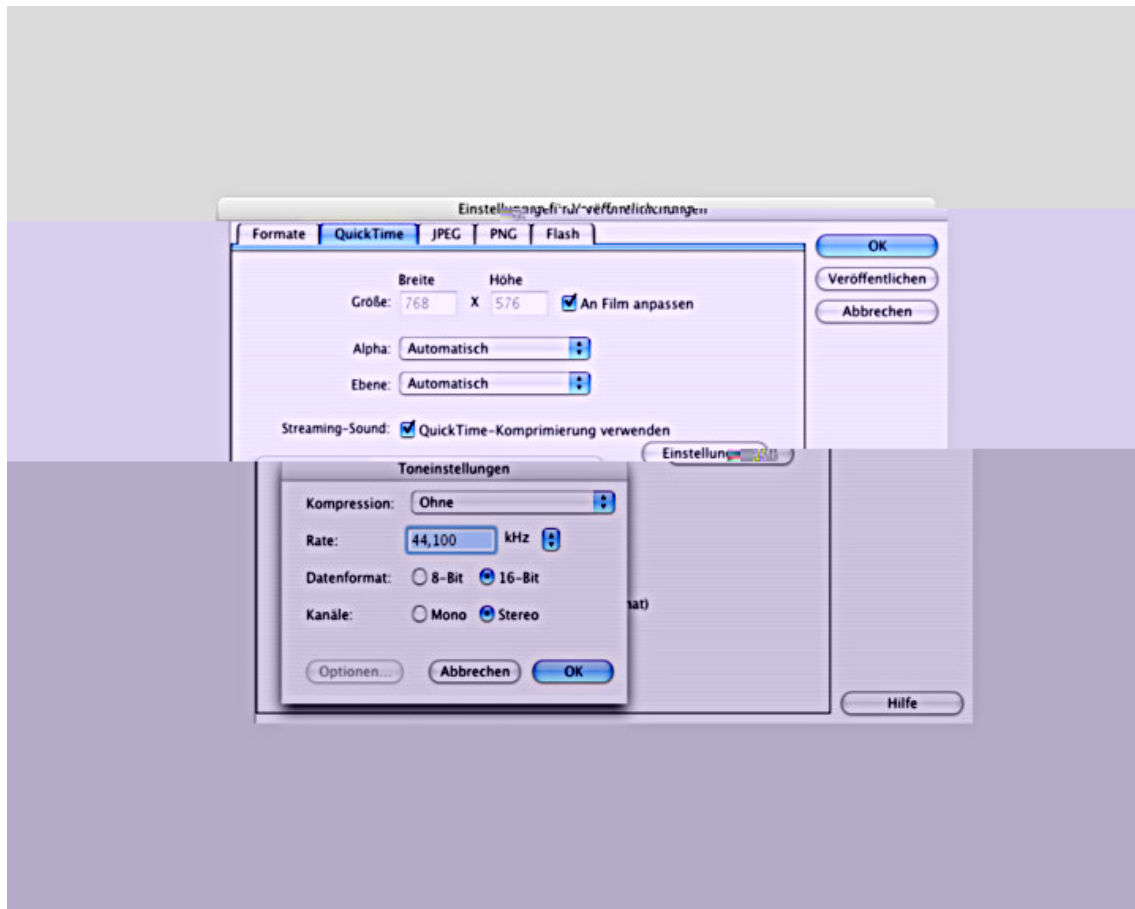 Formate QuickTime JPEG PNG Flash
OK
Breite Höhe
Veröffentlichen
Größe: 768 X 576 An Film anpassen
Abbrechen
Alpha: Automatisch
Ebene: Automatisch
Streaming-Sound: QuickTime-Komprimierung verwenden
Toneinstellungen
Kompression: Ohne
Rate: 44,100 kHz
Datenformat: 8-Bit 16-Bit
Kanäle: Mono Stereo
Optionen... Abbrechen OK
Hilfe